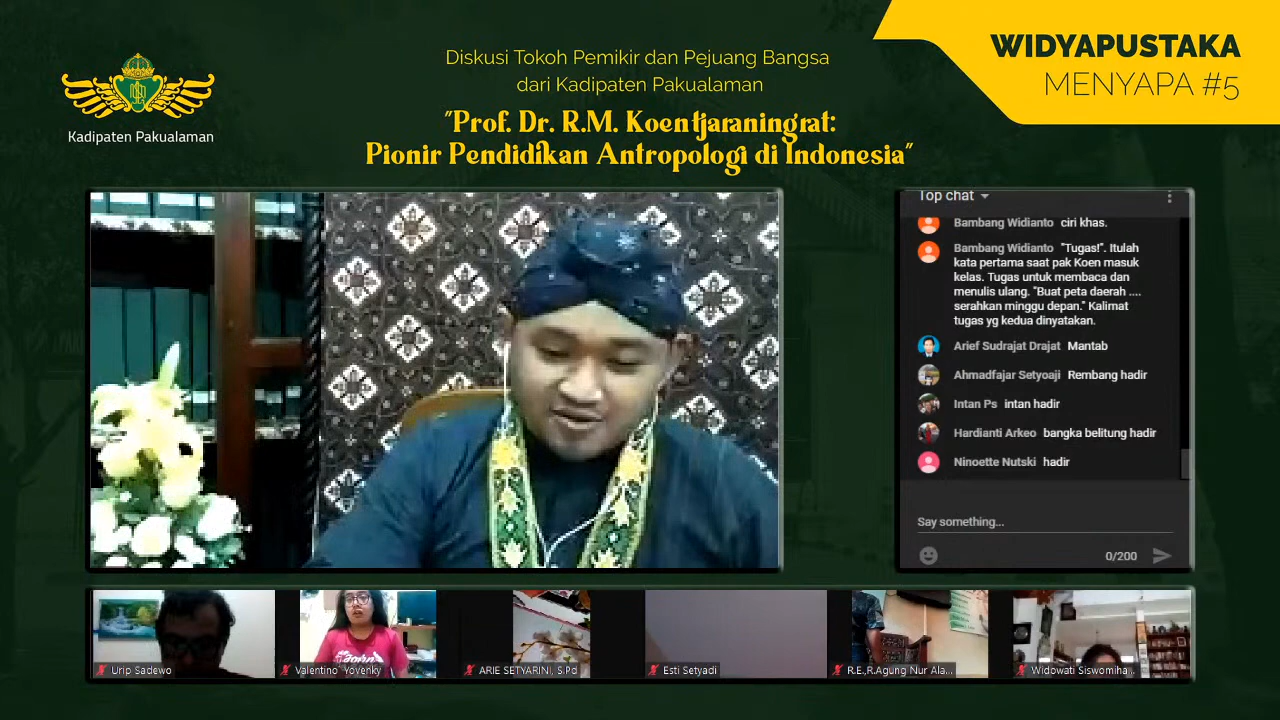 Diskusi Tokoh Pemikir dan Pejuang Bangsa
dari Kadipaten Pakualaman
"Prof. Dr. R.M. Koentjaraningrat:
Pionir Pendidikan Antropologi di Indonesia"
WIDYAPUSTAKA
MENYAPA #5
Kadipaten Pakualaman
Top chat
Bambang Widianto ciri khas.
Bambang Widianto "Tugas!". Itulah
kata pertama saat pak Koen masuk
kelas. Tugas untuk membaca dan
menulis ulang. "Buat peta daerah ....
serahkan minggu depan." Kalimat
tugas yg kedua dinyatakan.
Arief Sudrajat Drajat Mantab
Ahmadfajar Setyoaji Rembang hadir
Intan Ps intan hadir
Hardianti Arkeo bangka belitung hadir
Ninoette Nutski hadir
Say something...
0/200
Urip Sadewo
Valentino Yovenky
ARIE SETYARINI, S.Pd
Esti Setyadi
R.E.,R.Agung Nur Ala...
Widowati Siswomiha...